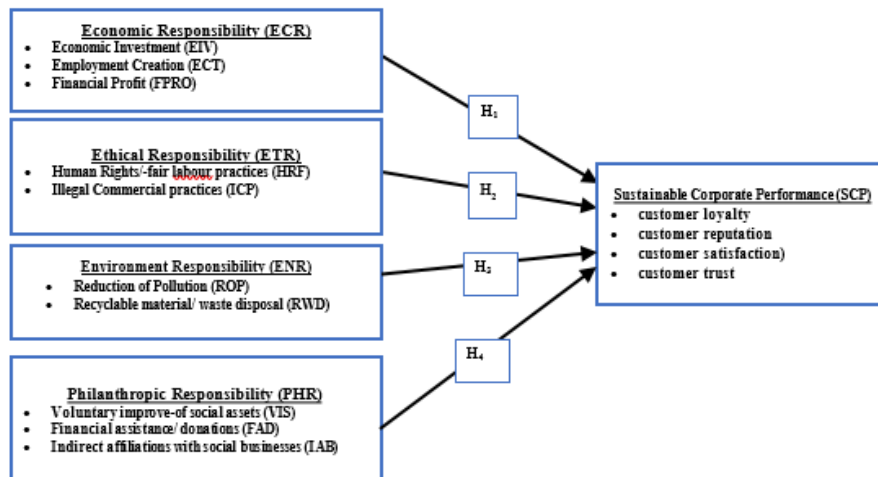 Economic Responsibility (ECR)
• Economic Investment (EIV)
• Employment Creation (ECT)
• Financial Profit (FPRO)
H₁
Ethical Responsibility (ETR)
• Human Rights/-fair labour practices (HRF)
• Illegal Commercial practices (ICP)
H₂
Environment Responsibility (ENR)
• Reduction of Pollution (ROP)
• Recyclable material/ waste disposal (RWD)
H₃
Philanthropic Responsibility (PHR)
• Voluntary improve-of social assets (VIS)
• Financial assistance/ donations (FAD)
• Indirect affiliations with social businesses (IAB)
H₄
Sustainable Corporate Performance (SCP)
• customer loyalty
• customer reputation
• customer satisfaction)
• customer trust